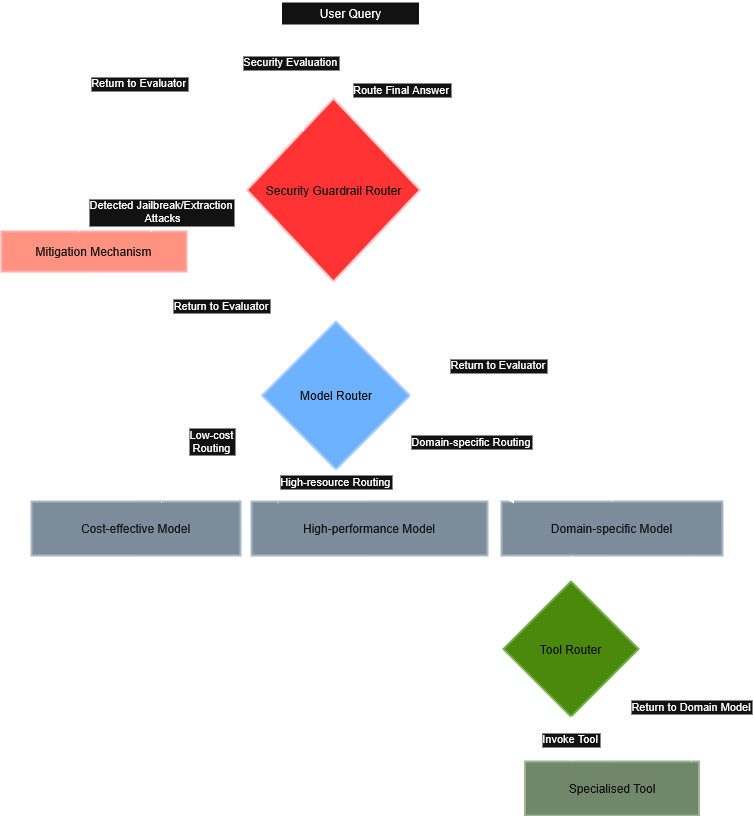 User Query
Security Evaluation
Return to Evaluator
Route Final Answer
Security Guardrail Router
Detected Jailbreak/Extraction
Attacks
Mitigation Mechanism
Return to Evaluator
Return to Evaluator
Model Router
Low-cost
Routing
Domain-specific Routing
High-resource Routing
Cost-effective Model
High-performance Model
Domain-specific Model
Tool Router
Return to Domain Model
Invoke Tool
Specialised Tool